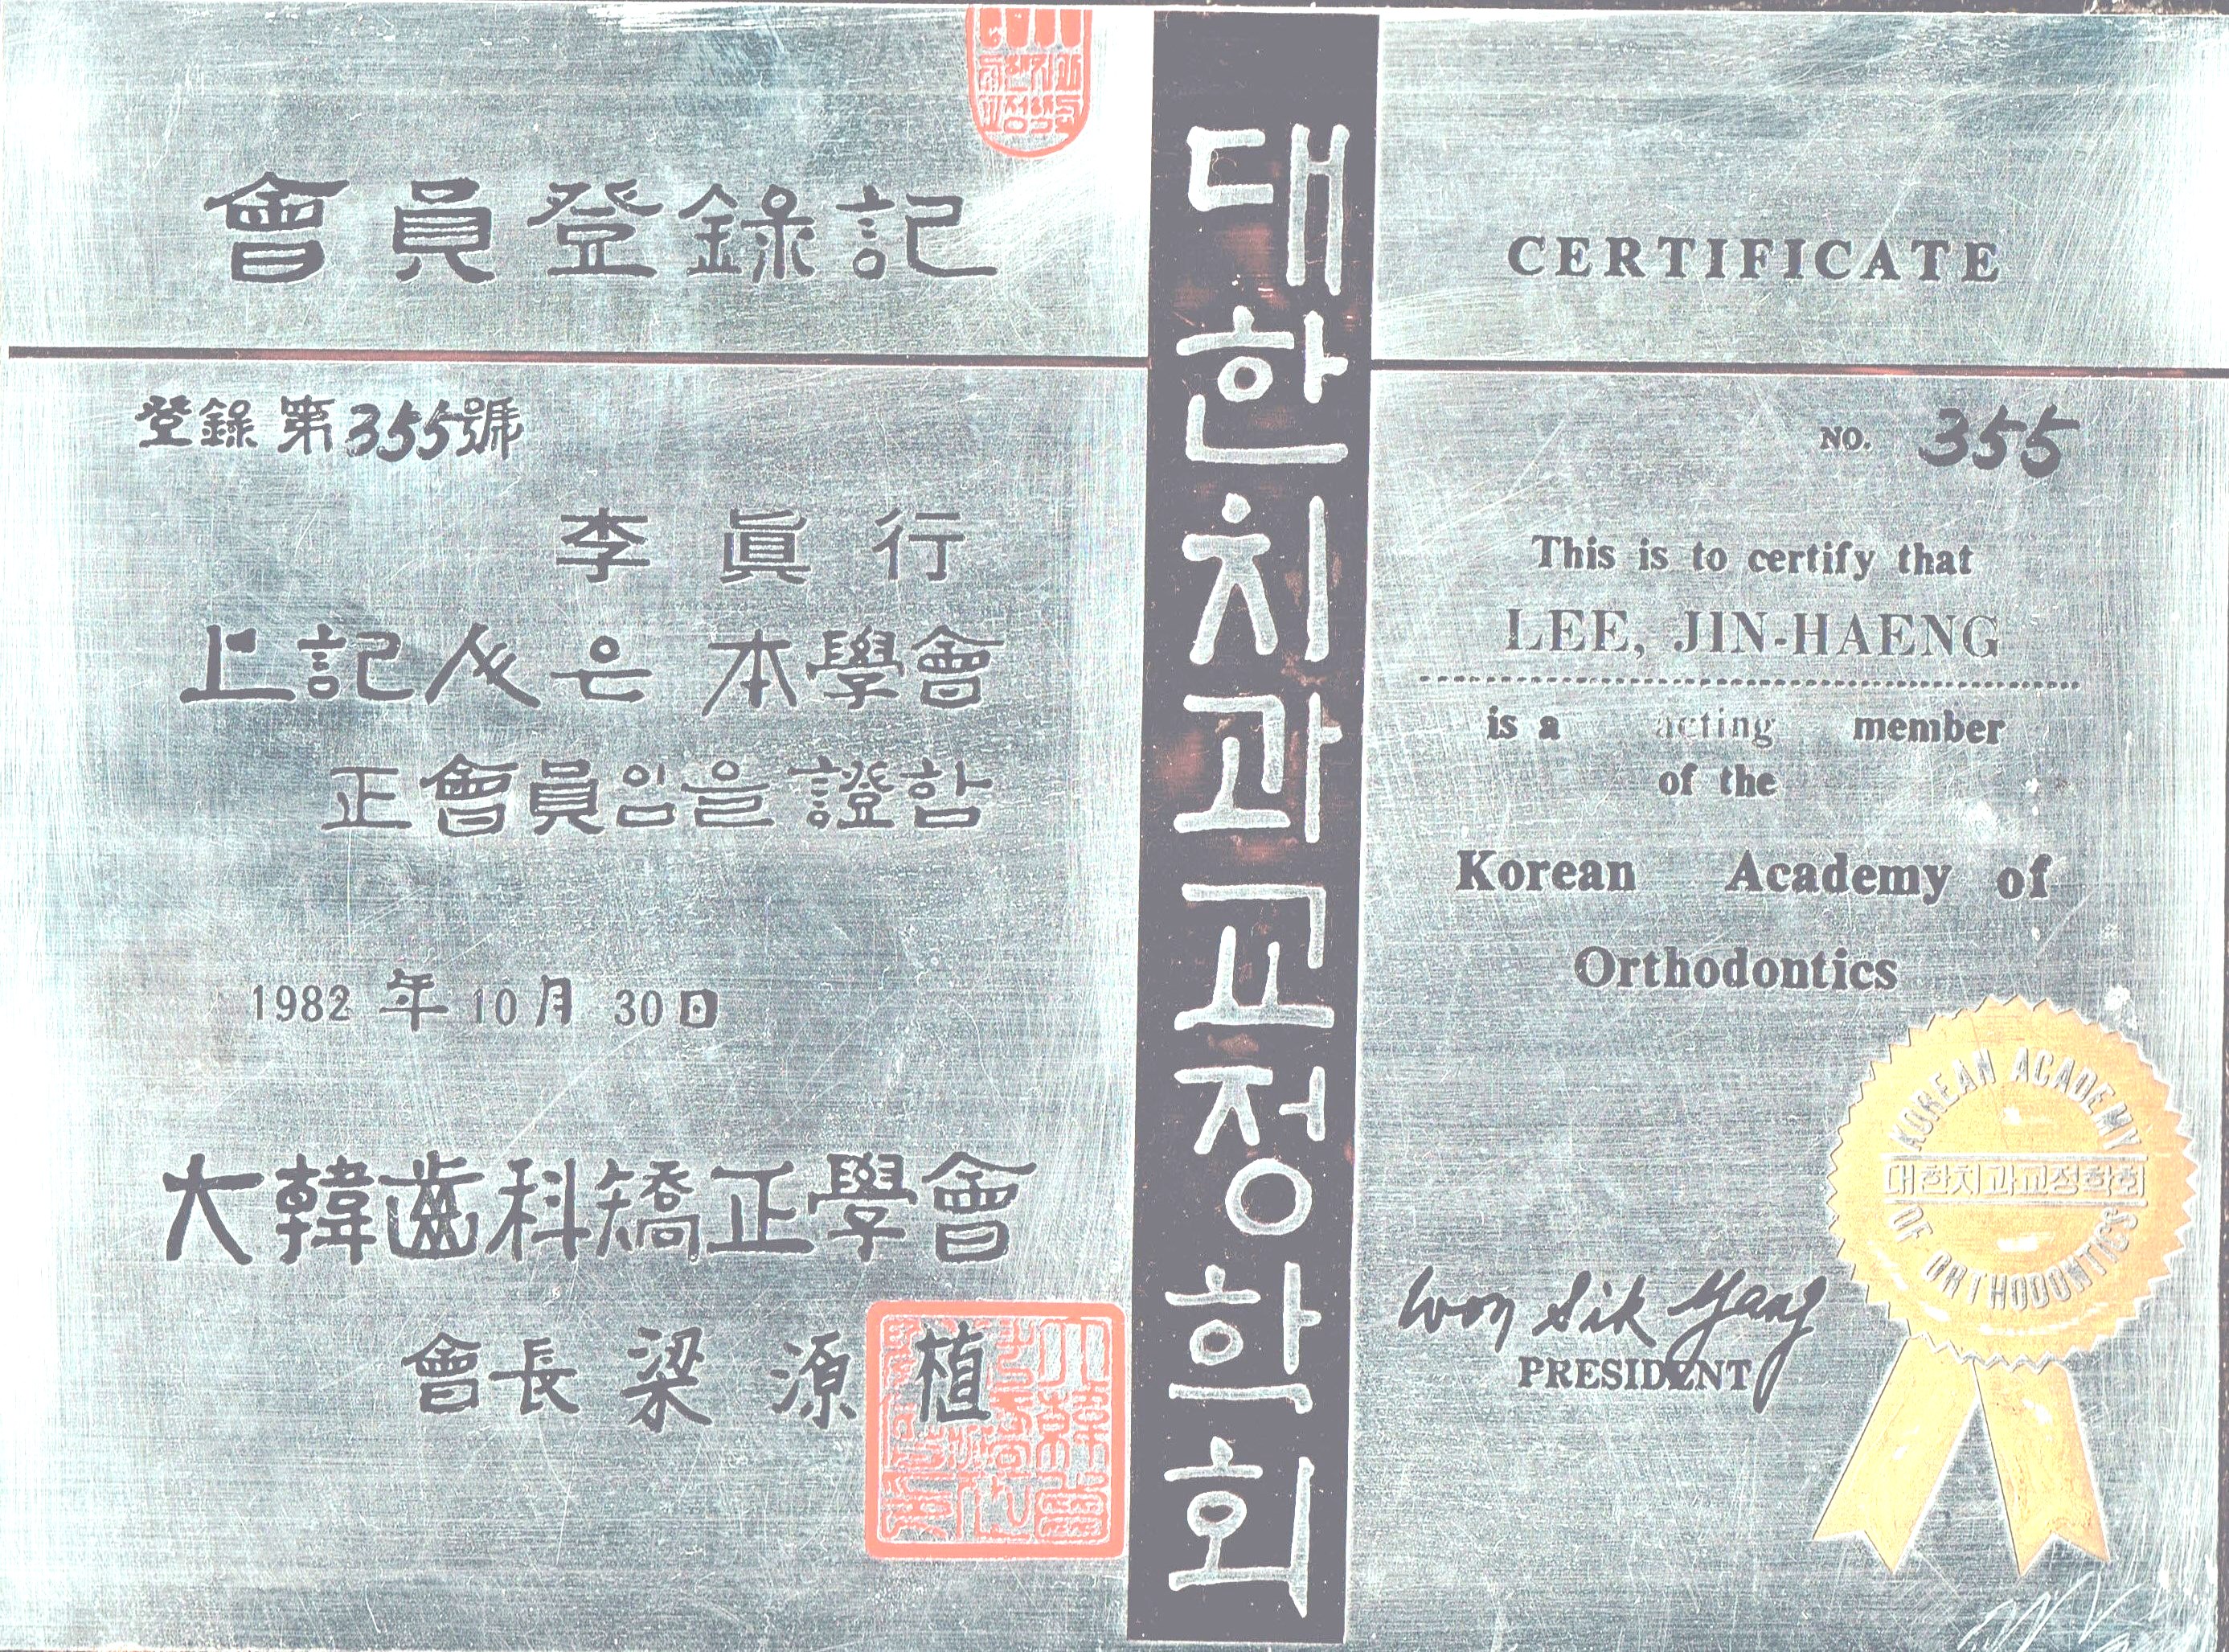 會員登錄記
登錄 第355號
李 眞 行
上記人은 本學會
正會員임을 證함
1982 年 10月 30日
大韓齒科矯正學會
會長 梁 源 植
대한치과교정학회
CERTIFICATE
NO. 355
This is to certify that
LEE, JIN-HAENG
is a acting member
of the
Korean Academy of
Orthodontics
KOREAN ACADEMY
대한치과교정학회
OF ORTHODONTICS
Won Sik Yang
PRESIDENT